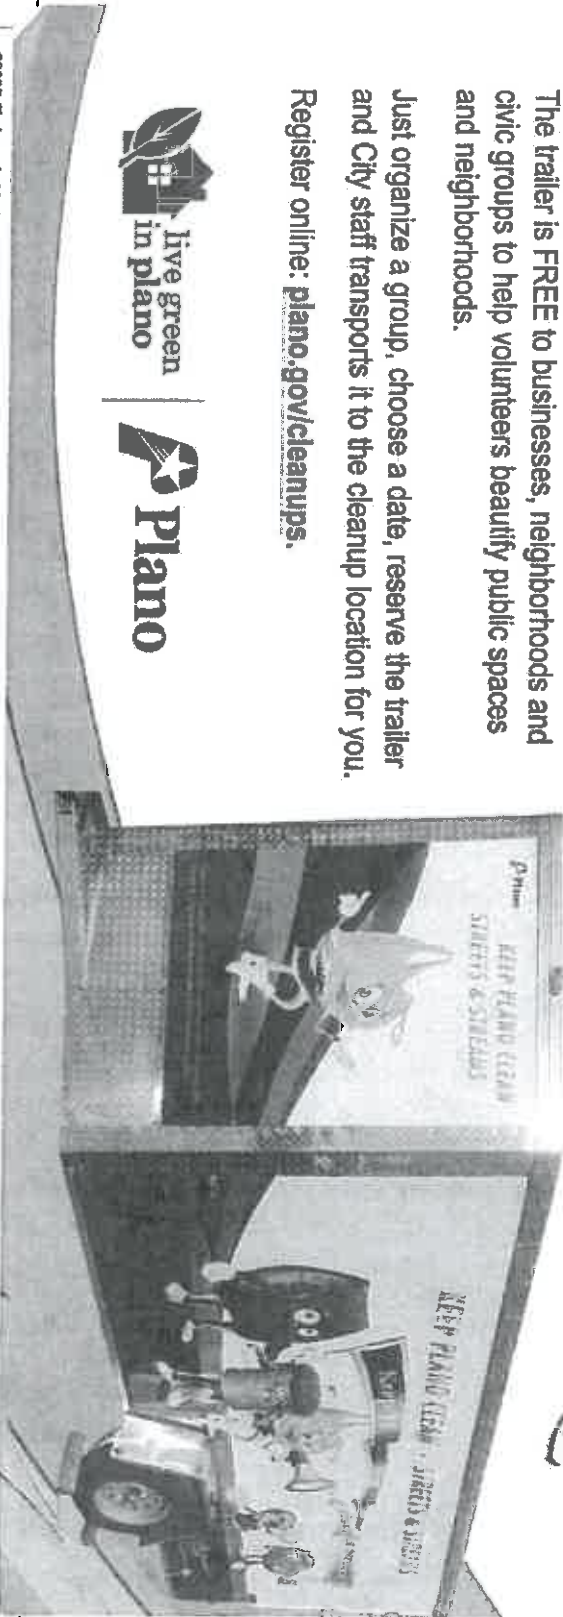 The trailer is FREE to businesses, neighborhoods and
civic groups to help volunteers beautify public spaces
and neighborhoods.
Just organize a group, choose a date, reserve the trailer
and City staff transports it to the cleanup location for you.
Register online: plano.gov/cleanups.
live green
in plano
Plano
Plano
KEEP PLANO CLEAN
STREETS & STREAMS
KEEP PLANO CLEAN